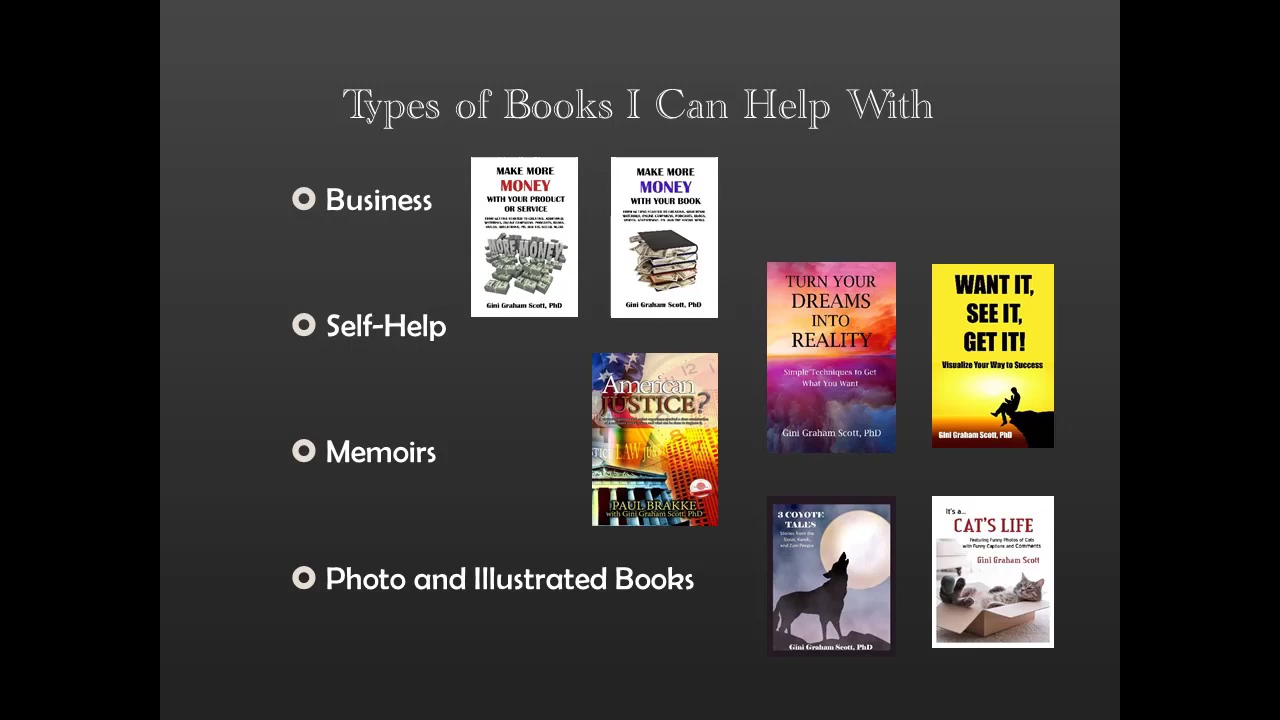 Types of Books I Can Help With
Business
MAKE MORE
MONEY
WITH YOUR PRODUCT
OR SERVICE
MORE MONEY
Gini Graham Scott, PhD
MAKE MORE
MONEY
WITH YOUR BOOK
Gini Graham Scott, PhD
Self-Help
TURN YOUR
DREAMS
INTO
REALITY
Simple Techniques to Get
What You Want
Gini Graham Scott, PhD
WANT IT,
SEE IT,
GET IT!
Visualize Your Way to Success
Gini Graham Scott, PhD
Memoirs
American
JUSTICE?
LAW
PAUL BRAKKE
with Gini Graham Scott, PhD
Photo and Illustrated Books
3 COYOTE
TALES
Stories from the
Gini Graham Scott, PhD
It's a...
CAT'S LIFE
Featuring Funny Photos of Cats
with Funny Captions and Comments
Gini Graham Scott